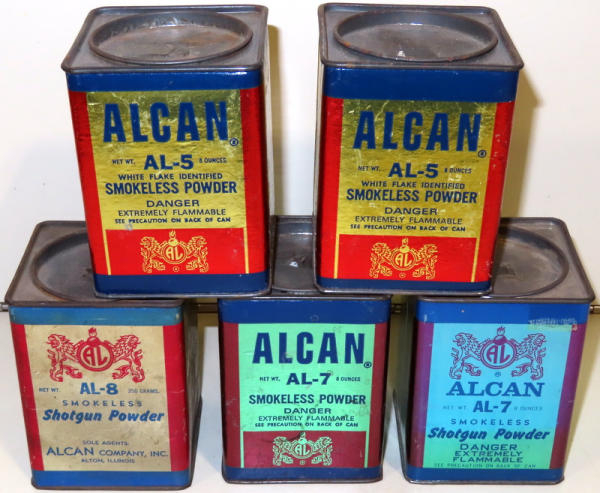 ALCAN®
NET WT. AL-5 8 OUNCES
WHITE FLAKE IDENTIFIED
SMOKELESS POWDER
DANGER
EXTREMELY FLAMMABLE
SEE PRECAUTION ON BACK OF CAN
AL
ALCAN®
NET WT. AL-5 8 OUNCES
WHITE FLAKE IDENTIFIED
SMOKELESS POWDER
DANGER
EXTREMELY FLAMMABLE
SEE PRECAUTION ON BACK OF CAN
AL
AL
NET WT. AL-8 250 GRAMS.
SMOKELESS
Shotgun Powder
SOLE AGENTS:
ALCAN COMPANY, INC.
ALTON, ILLINOIS
ALCAN®
NET WT. AL-7 8 OUNCES
SMOKELESS POWDER
DANGER
EXTREMELY FLAMMABLE
SEE PRECAUTION ON BACK OF CAN
AL
AL
®
ALCAN
NET WT. AL-7 8 OUNCES
SMOKELESS
Shotgun Powder
DANGER
EXTREMELY
FLAMMABLE
SEE PRECAUTION ON BACK OF CAN